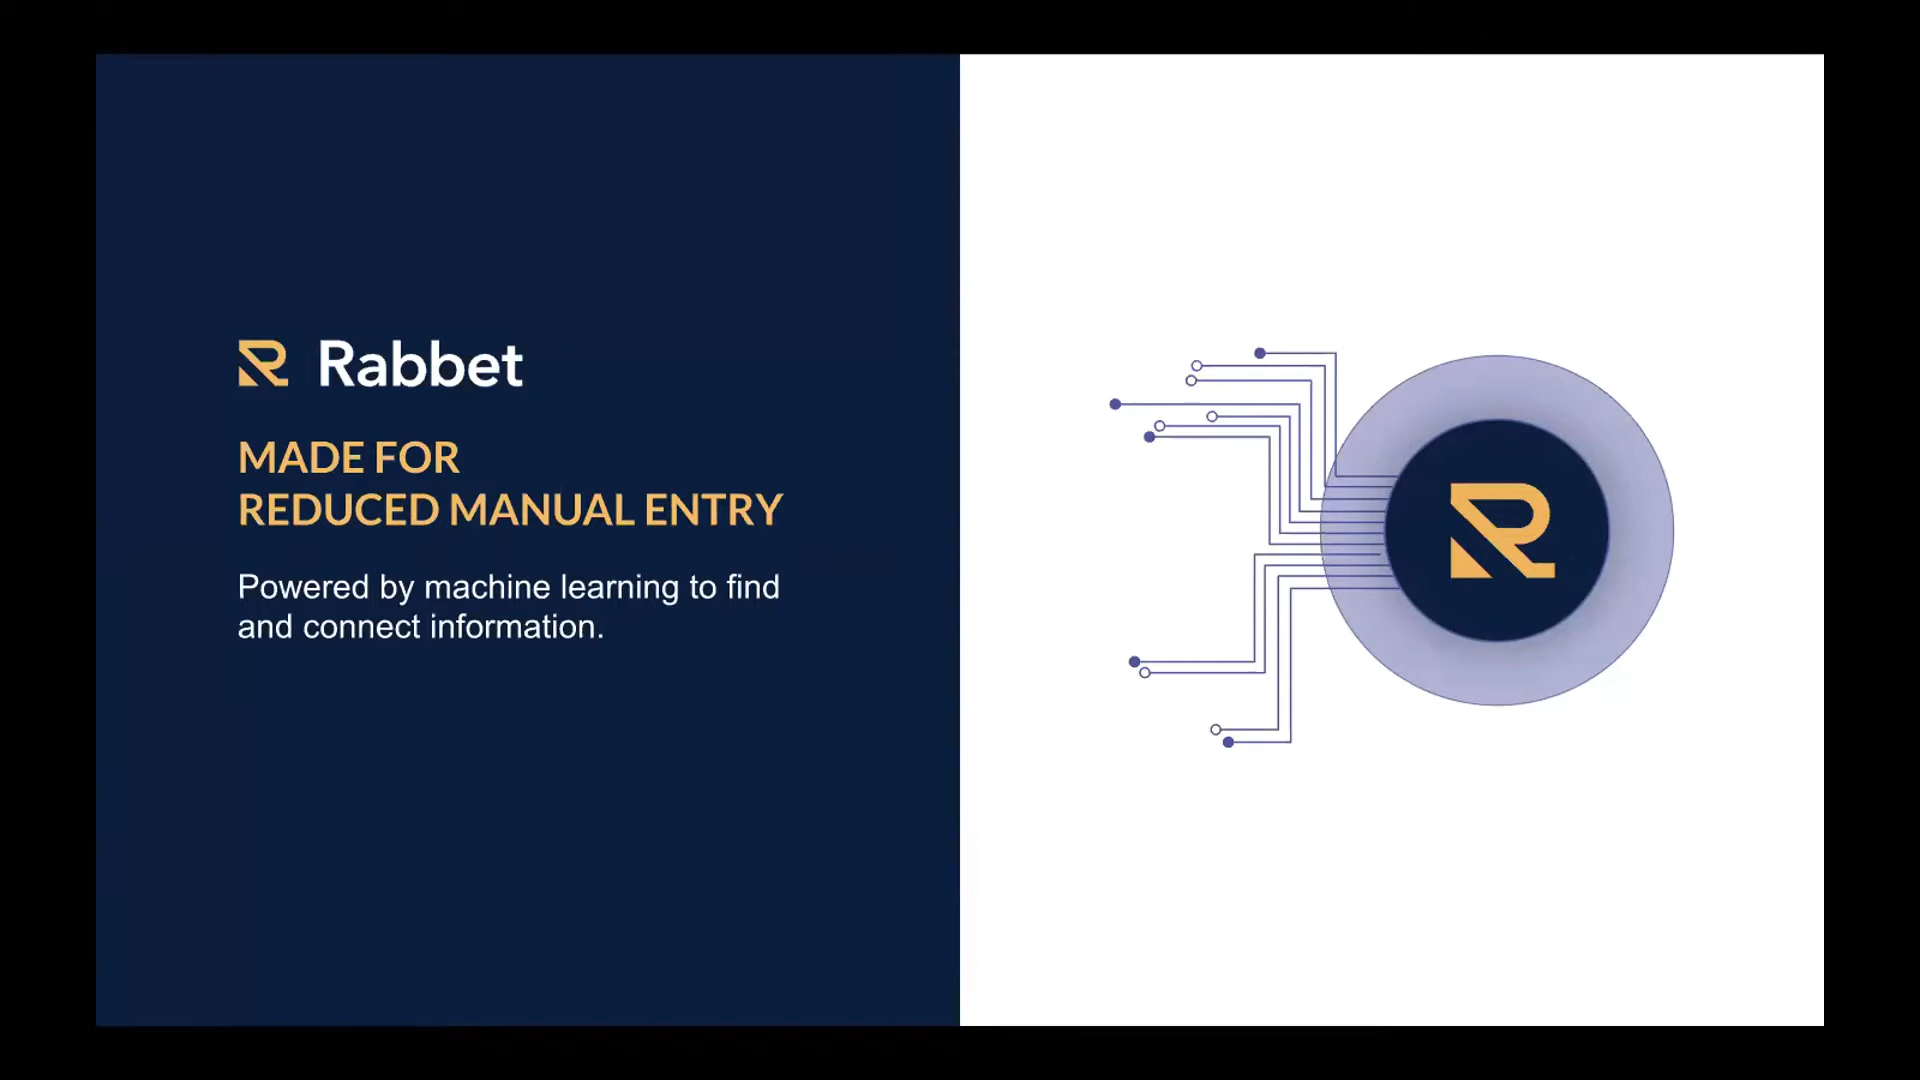 Rabbet
MADE FOR
REDUCED MANUAL ENTRY
Powered by machine learning to find
and connect information.
R